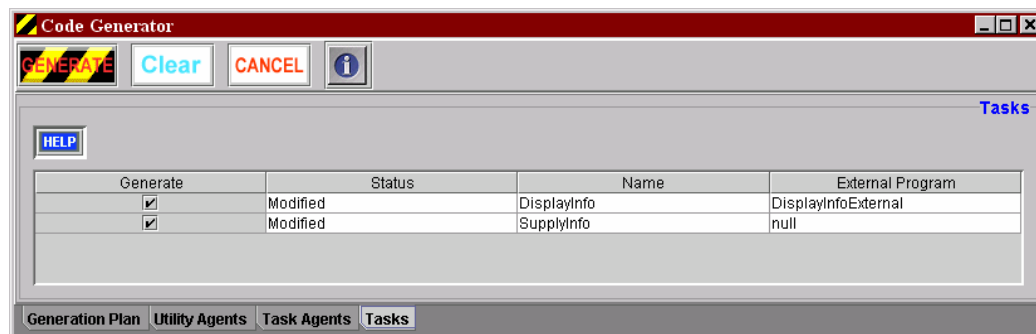 Code Generator
GENERATE Clear CANCEL i
Tasks
HELP
Generate Status Name External Program
Modified DisplayInfo DisplayInfoExternal
Modified SupplyInfo null
Generation Plan Utility Agents Task Agents Tasks